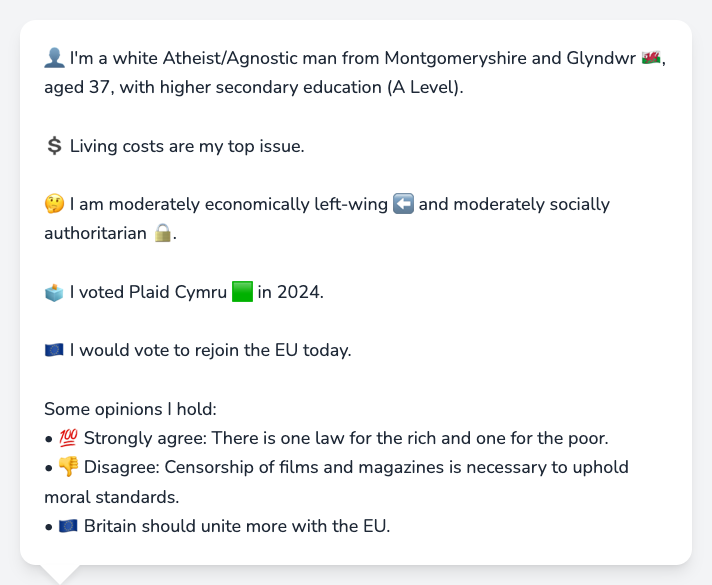 👤 I'm a white Atheist/Agnostic man from Montgomeryshire and Glyndwr 🏴󠁧󠁢󠁷󠁬󠁳󠁿,
aged 37, with higher secondary education (A Level).
💲 Living costs are my top issue.
🤔 I am moderately economically left-wing ⬅️ and moderately socially
authoritarian 🔒.
🗳️ I voted Plaid Cymru 🟩 in 2024.
🇪🇺 I would vote to rejoin the EU today.
Some opinions I hold:
• 💯 Strongly agree: There is one law for the rich and one for the poor.
• 👎 Disagree: Censorship of films and magazines is necessary to uphold
moral standards.
• 🇪🇺 Britain should unite more with the EU.